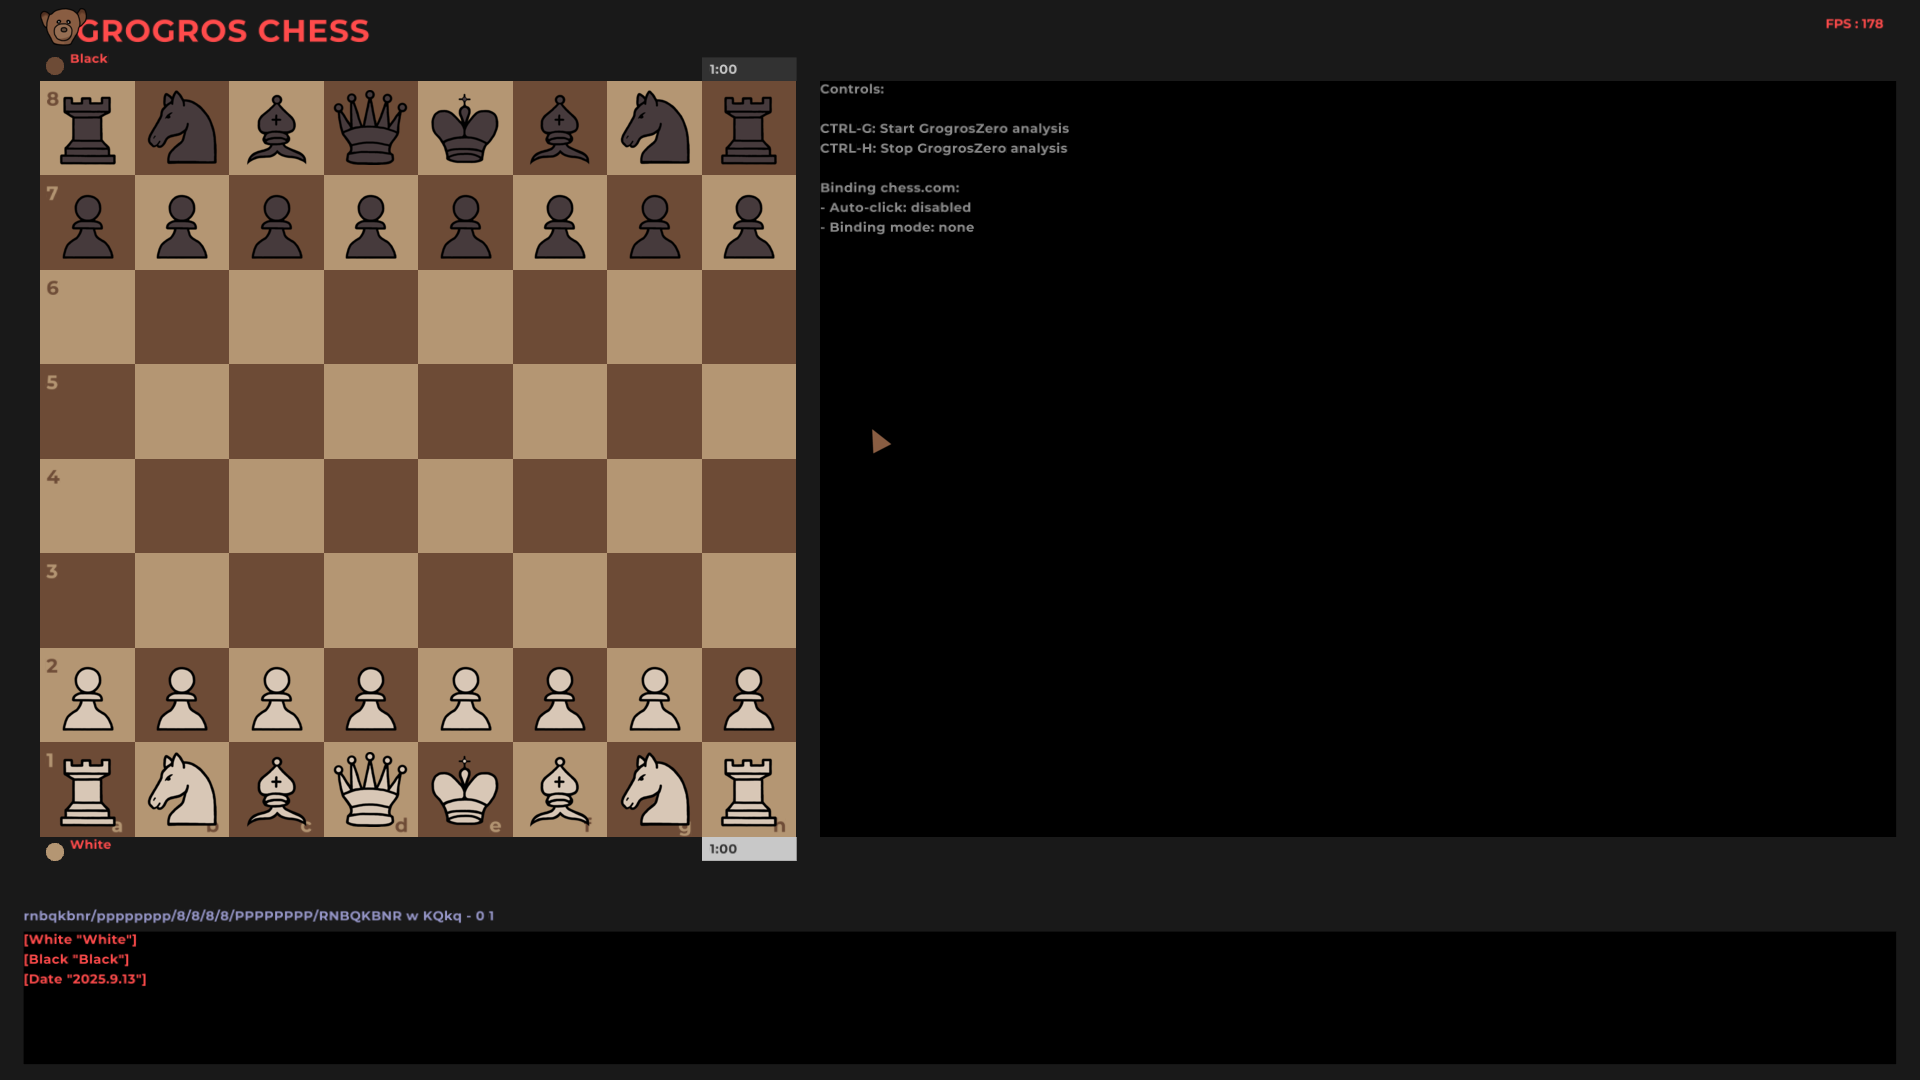 GROGROS CHESS
FPS : 178
Black
1:00
8
7
6
5
4
3
2
1
a
b
c
d
e
f
g
h
White
1:00
Controls:
CTRL-G: Start GrogrosZero analysis
CTRL-H: Stop GrogrosZero analysis
Binding chess.com:
- Auto-click: disabled
- Binding mode: none
rnbqkbnr/pppppppp/8/8/8/8/PPPPPPPP/RNBQKBNR w KQkq - 0 1
[White "White"]
[Black "Black"]
[Date "2025.9.13"]